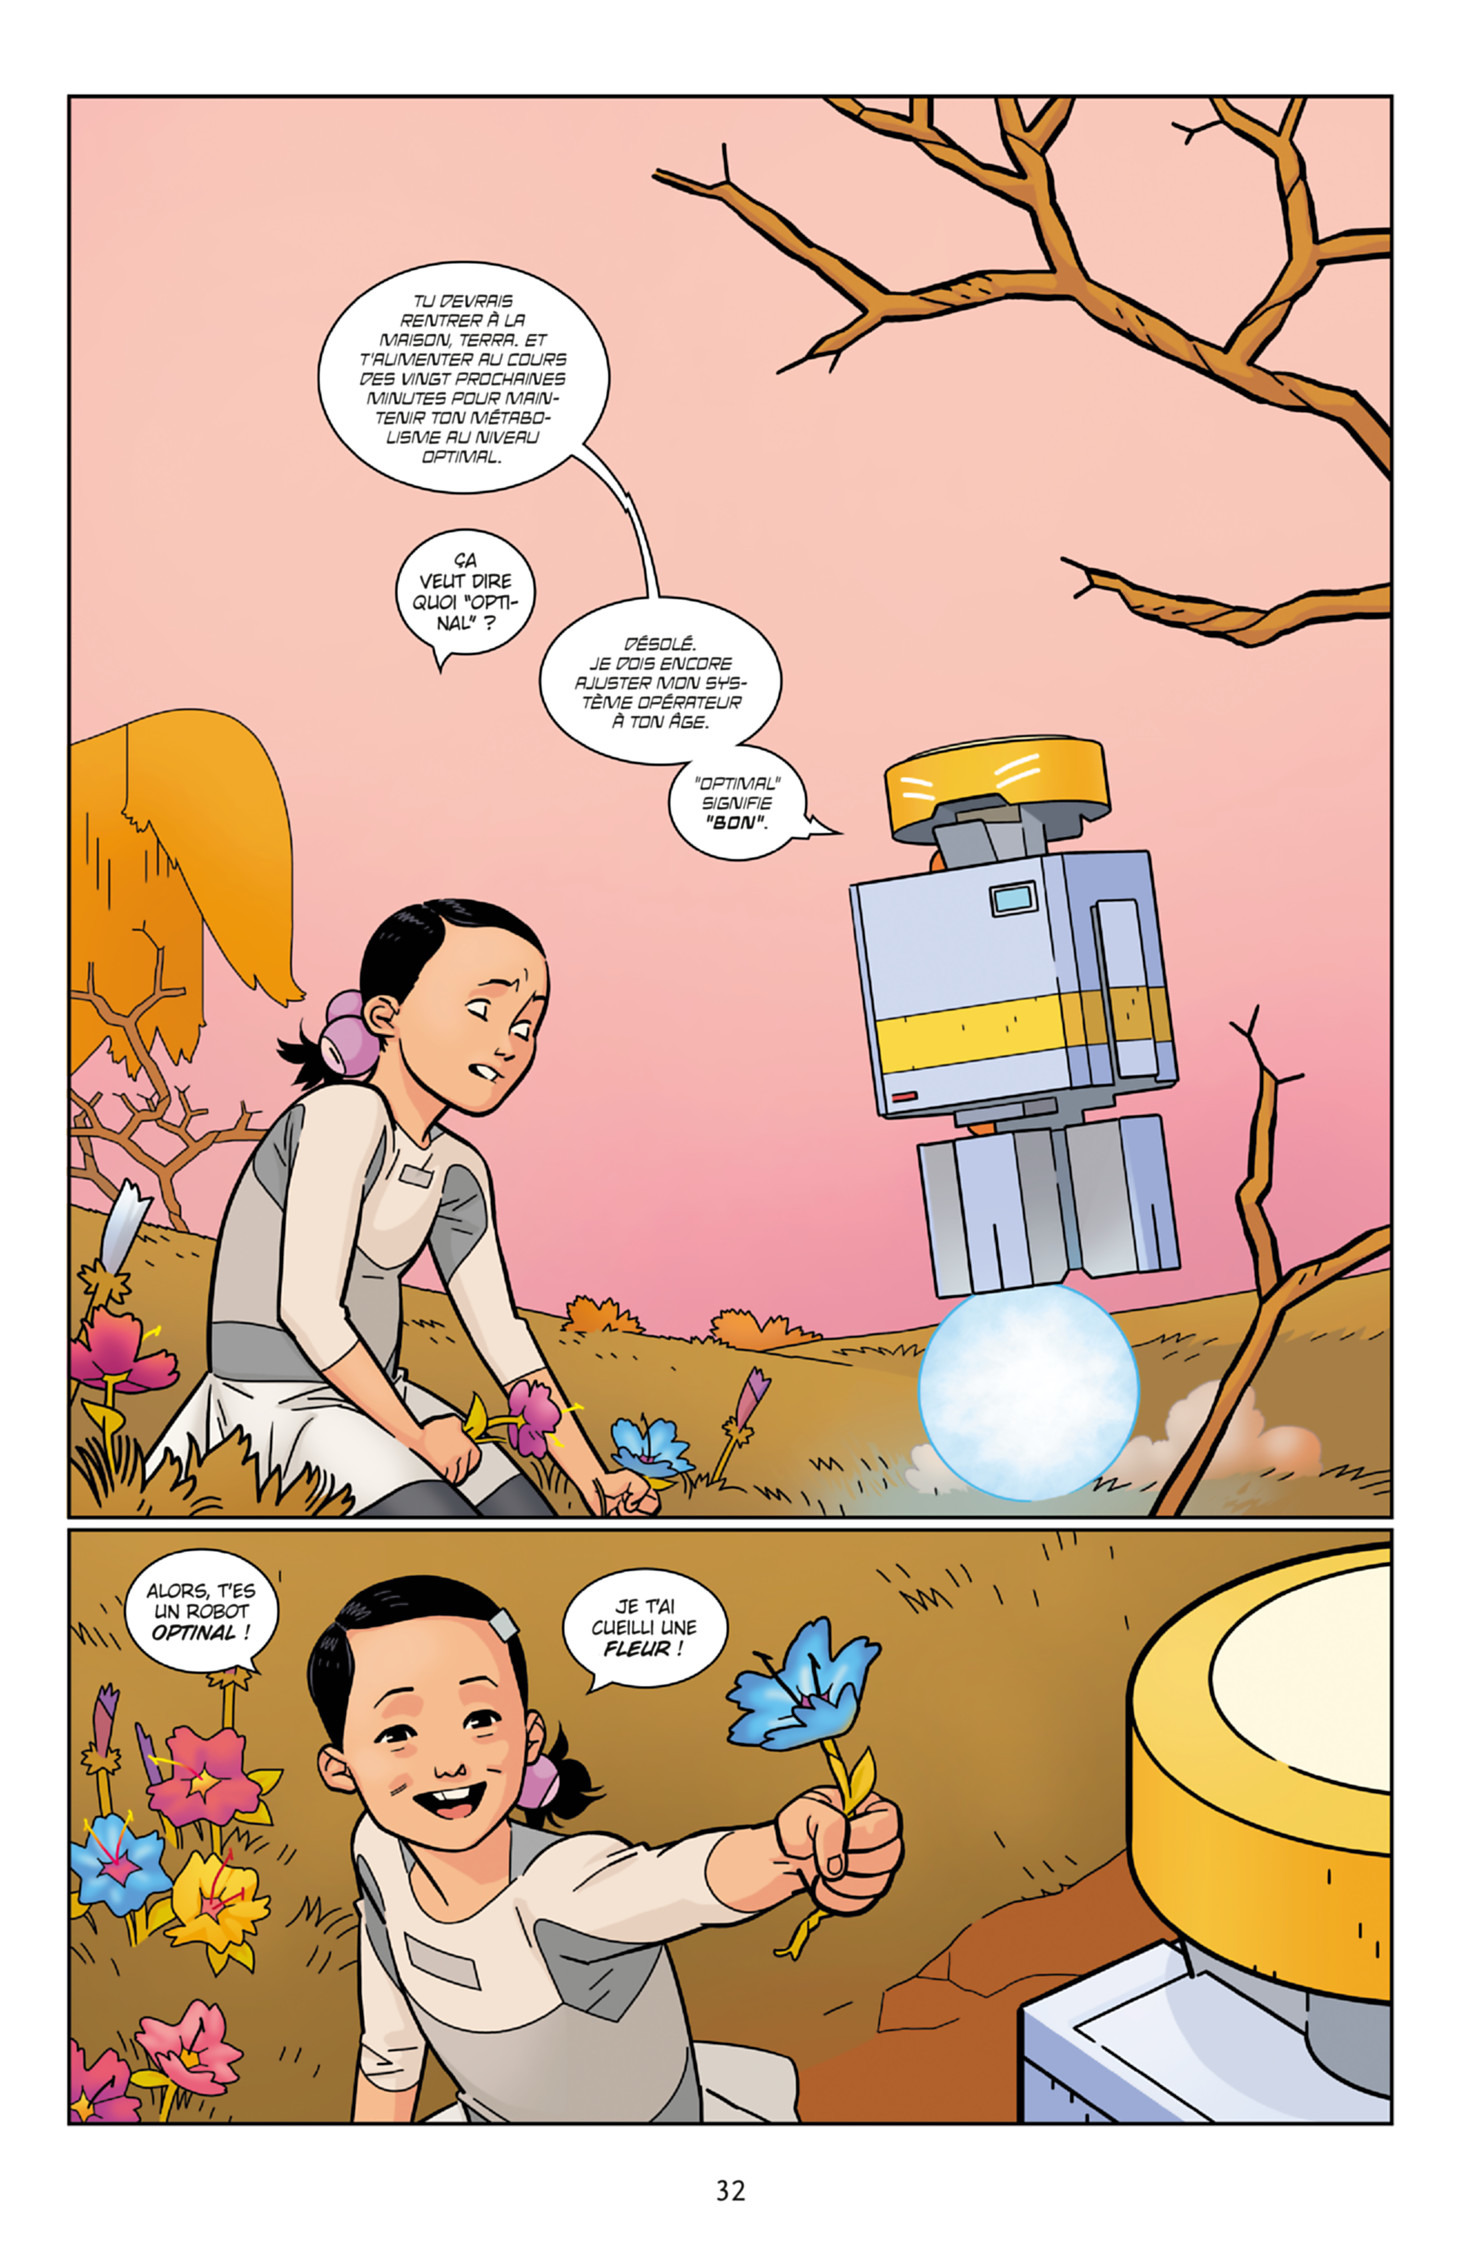 TU DEVRAIS
RENTRER À LA
MAISON, TERRA. ET
T'ALIMENTER AU COURS
DES VINGT PROCHAINES
MINUTES POUR MAIN-
TENIR TON MÉTABO-
LISME AU NIVEAU
OPTIMAL.
ÇA
VEUT DIRE
QUOI "OPTI-
NAL" ?
DÉSOLÉ.
JE DOIS ENCORE
AJUSTER MON SYS-
TÈME OPÉRATEUR
À TON ÂGE.
"OPTIMAL"
SIGNIFIE
"BON".
ALORS, T'ES
UN ROBOT
OPTINAL !
JE T'AI
CUEILLI UNE
FLEUR !
32